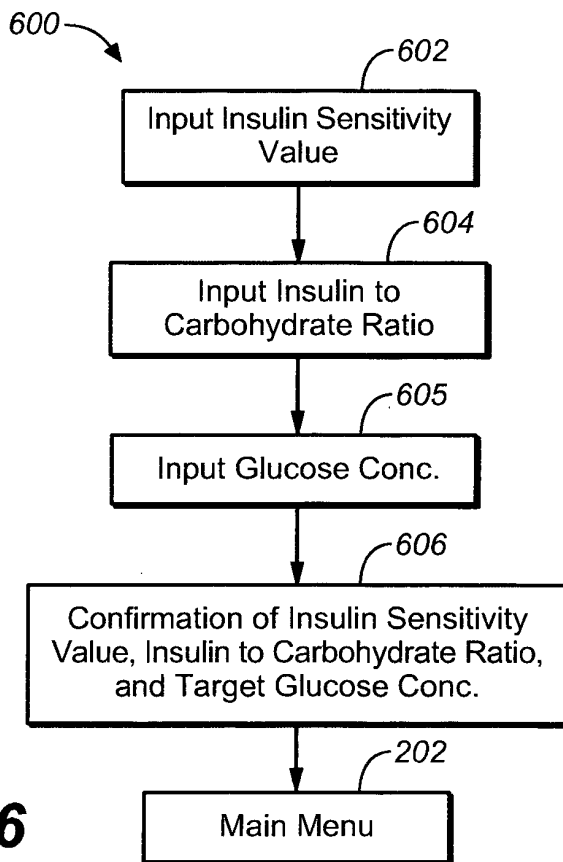 600
602
Input Insulin Sensitivity
Value
604
Input Insulin to
Carbohydrate Ratio
605
Input Glucose Conc.
606
Confirmation of Insulin Sensitivity
Value, Insulin to Carbohydrate Ratio,
and Target Glucose Conc.
202
Main Menu
6